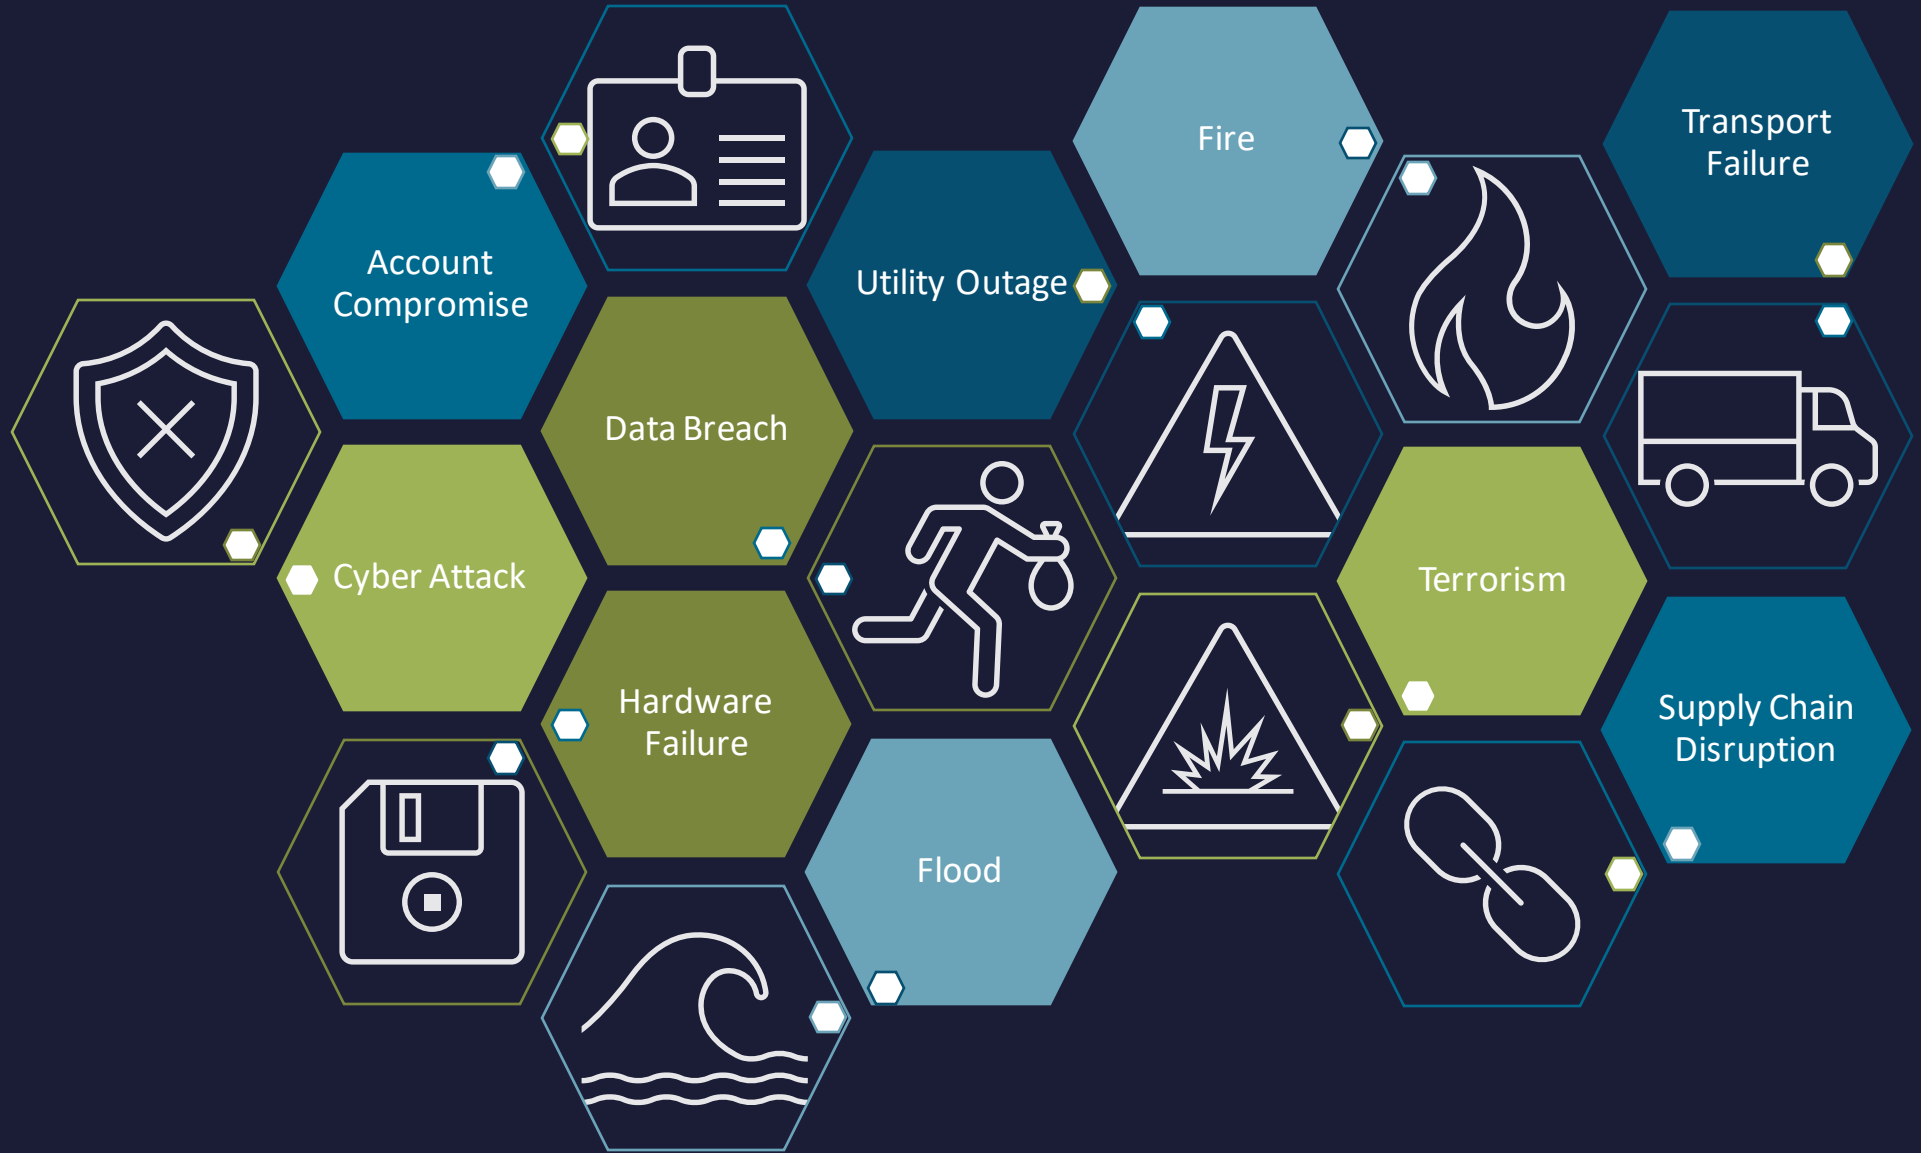 Fire
Transport
Failure
Account
Compromise
Utility Outage
Data Breach
Cyber Attack
Terrorism
Hardware
Failure
Supply Chain
Disruption
Flood